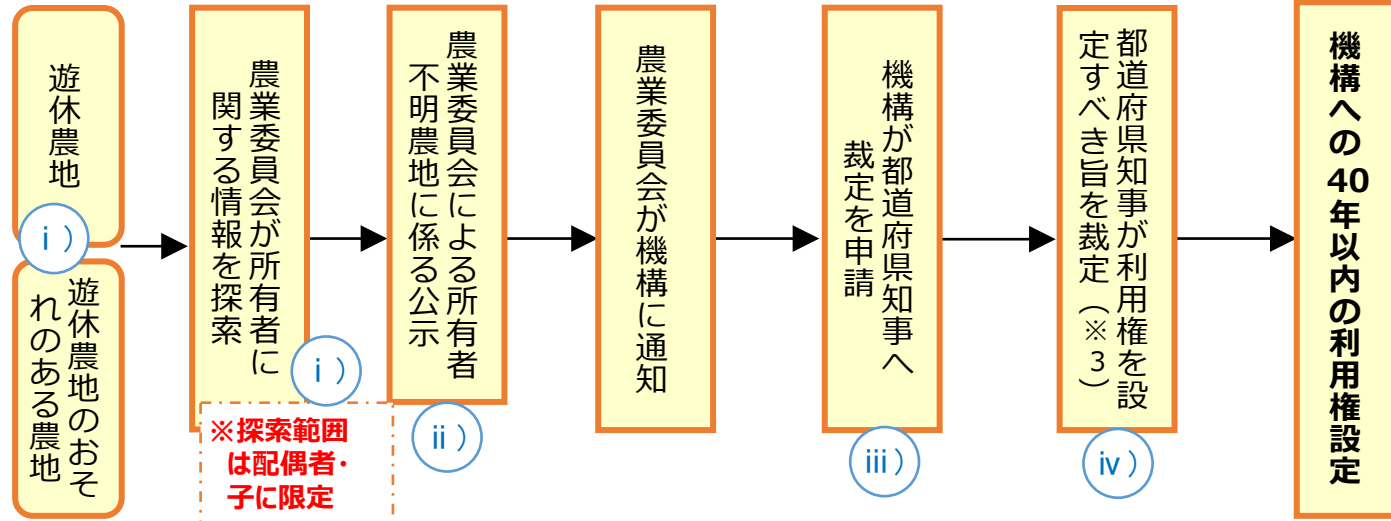 遊休農地
ⅰ)
遊休農地のおそ
れのある農地
農業委員会が所有者に
関する情報を探索
ⅰ)
※探索範囲
は配偶者・
子に限定
農業委員会による所有者
不明農地に係る公示
ⅱ)
農業委員会が機構に通知
機構が都道府県知事へ
裁定を申請
ⅲ)
都道府県知事が利用権を設
定すべき旨を裁定(※3)
ⅳ)
機構への40年以内の利用権設定